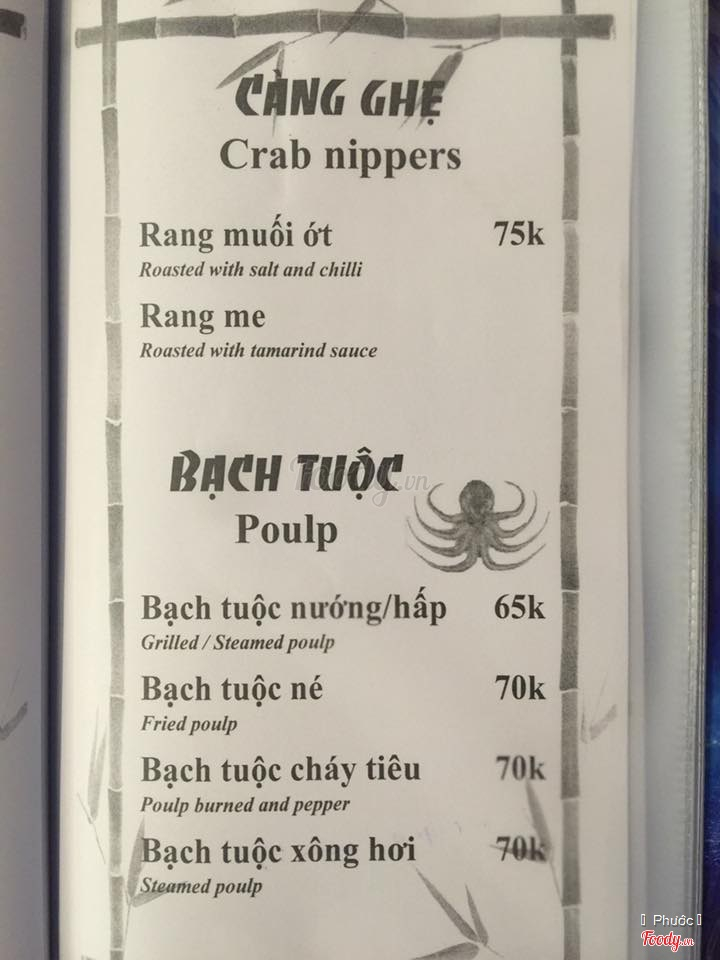 CÀNG GHẸ
Crab nippers
Rang muối ớt 75k
Roasted with salt and chilli
Rang me
Roasted with tamarind sauce
BẠCH TUỘC
Foody.vn
Poulp
Bạch tuộc nướng/hấp 65k
Grilled / Steamed poulp
Bạch tuộc né 70k
Fried poulp
Bạch tuộc cháy tiêu 70k
Poulp burned and pepper
Bạch tuộc xông hơi 70k
Steamed poulp
Phước
Foody.vn